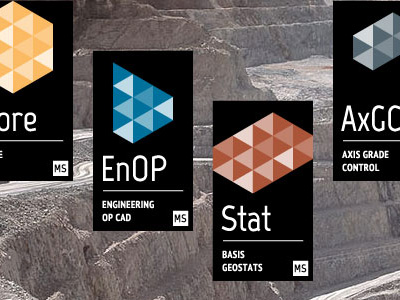 ore
E
MS
EnOP
ENGINEERING
OP CAD
MS
Stat
BASIS
GEOSTATS
MS
AxGC
AXIS GRADE
CONTROL